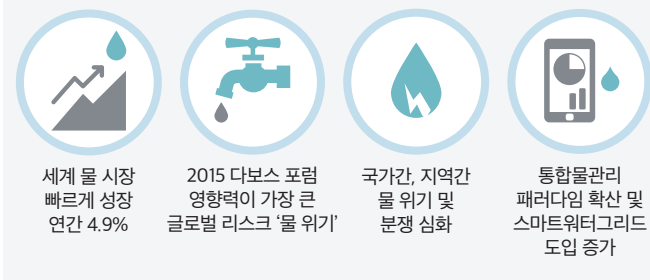 세계 물 시장
빠르게 성장
연간 4.9%
2015 다보스 포럼
영향력이 가장 큰
글로벌 리스크 ‘물 위기’
국가간, 지역간
물 위기 및
분쟁 심화
통합물관리
패러다임 확산 및
스마트워터그리드
도입 증가